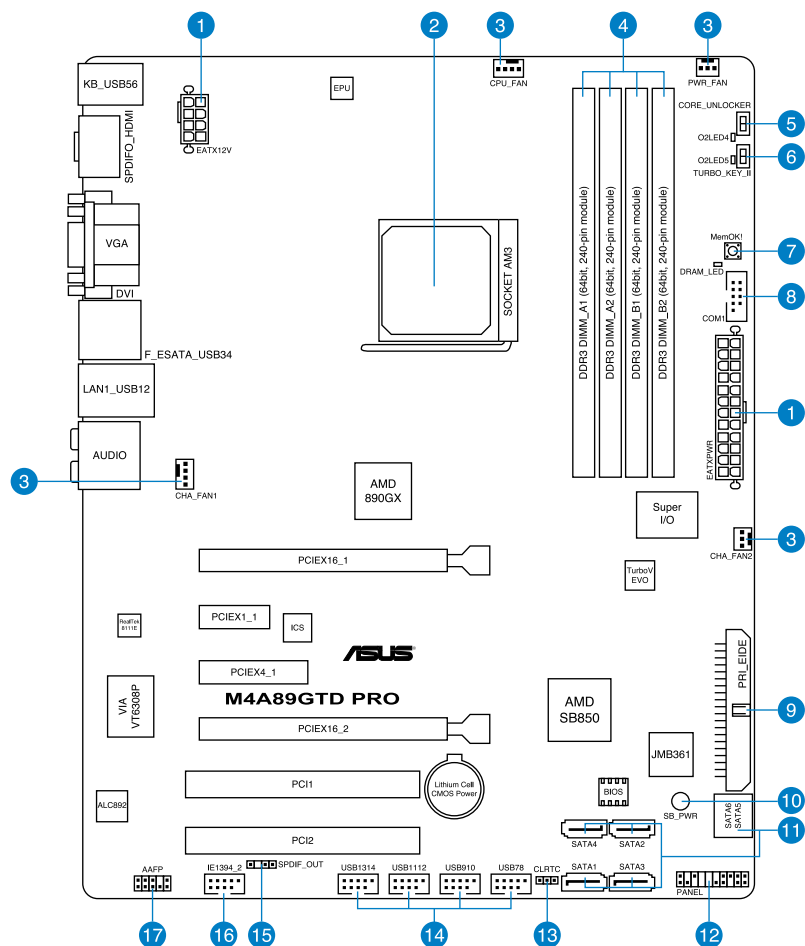 1
2
3
4
3
KB_USB56
EPU
CPU_FAN
PWR_FAN
SPDIFO_HDMI
EATX12V
CORE_UNLOCKER
5
O2LED4
O2LED5
6
TURBO_KEY_II
VGA
DVI
SOCKET AM3
DDR3 DIMM_A1 (64bit, 240-pin module)
DDR3 DIMM_A2 (64bit, 240-pin module)
DDR3 DIMM_B1 (64bit, 240-pin module)
DDR3 DIMM_B2 (64bit, 240-pin module)
MemOK!
7
DRAM_LED
8
COM1
F_ESATA_USB34
LAN1_USB12
1
EATXPWR
AUDIO
3
CHA_FAN1
AMD
890GX
Super
I/O
3
CHA_FAN2
PCIEX16_1
TurboV
EVO
RealTek
8111E
PCIEX1_1
ICS
ASUS
PCIEX4_1
M4A89GTD PRO
VIA
VT6308P
AMD
SB850
PRI_EIDE
9
PCIEX16_2
JMB361
PCI1
Lithium Cell
CMOS Power
BIOS
ALC892
SB_PWR
10
SATA6
SATA5
11
PCI2
SATA4
SATA2
AAFP
IE1394_2
SPDIF_OUT
USB1314
USB1112
USB910
USB78
CLRTC
SATA1
SATA3
PANEL
17
16
15
14
13
12